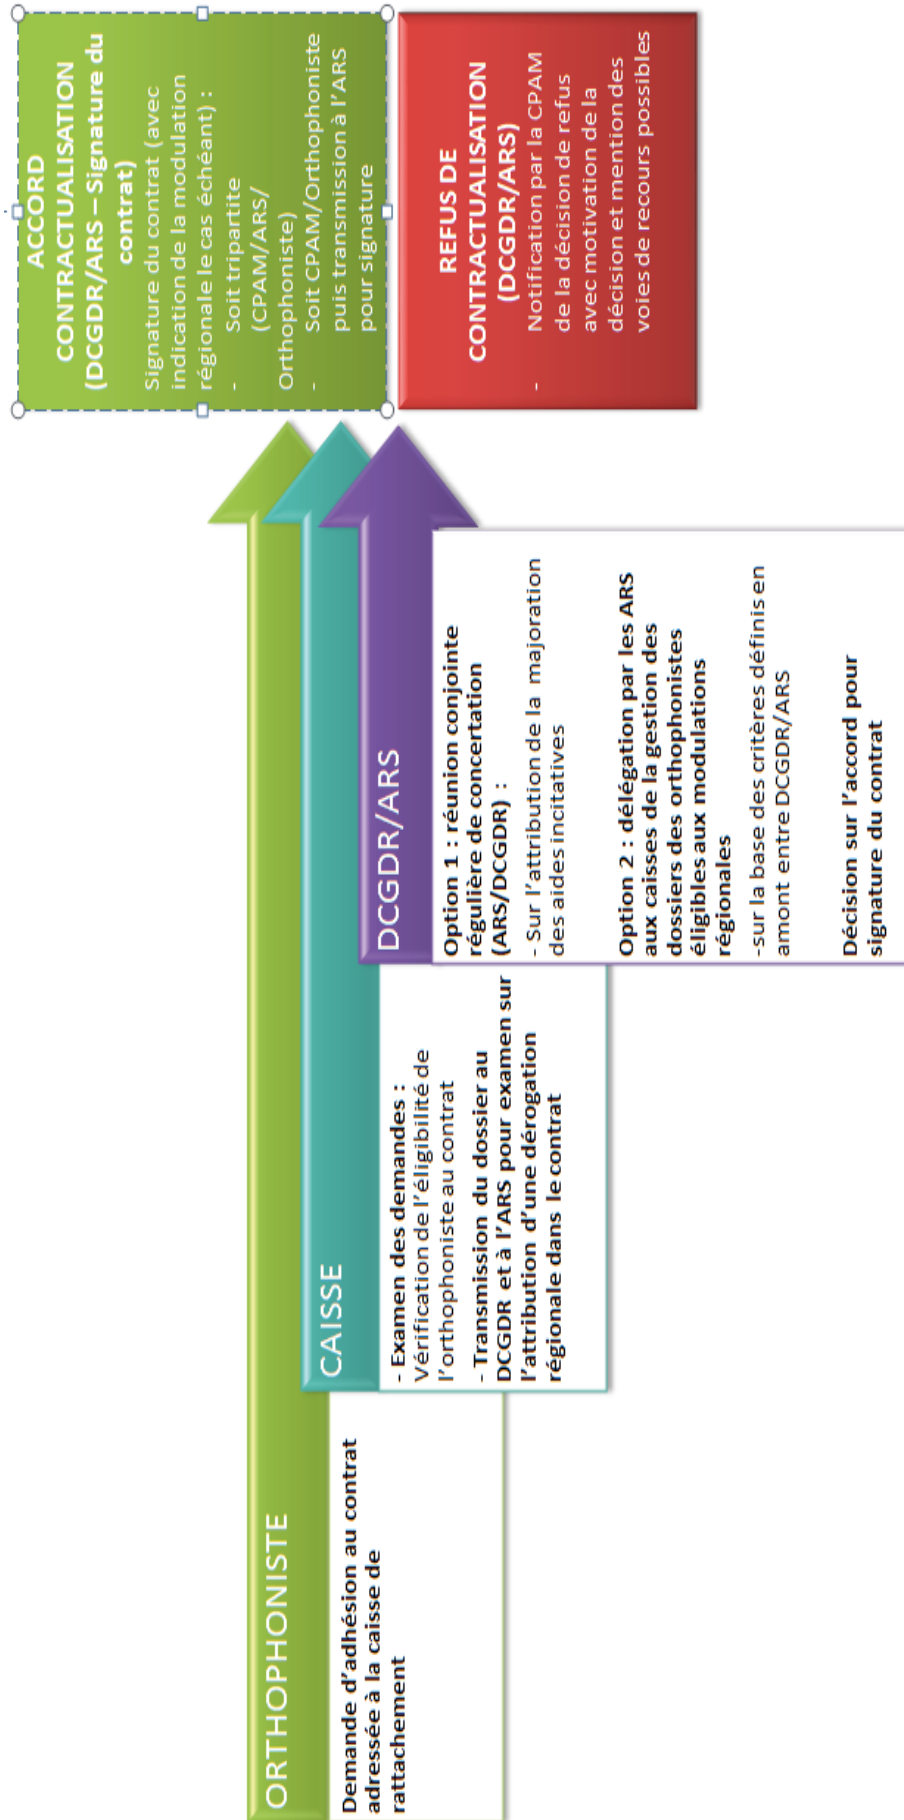 ORTHOPHONISTE
Demande d’adhésion au contrat
adressée à la caisse de
rattachement
CAISSE
- Examen des demandes :
Vérification de l’éligibilité de
l’orthophoniste au contrat
- Transmission du dossier au
DCGDR et à l’ARS pour examen sur
l’attribution d’une dérogation
régionale dans le contrat
DCGDR/ARS
Option 1 : réunion conjointe
régulière de concertation
(ARS/DCGDR) :
- Sur l’attribution de la majoration
des aides incitatives
Option 2 : délégation par les ARS
aux caisses de la gestion des
dossiers des orthophonistes
éligibles aux modulations
régionales
-sur la base des critères définis en
amont entre DCGDR/ARS
Décision sur l’accord pour
signature du contrat
ACCORD
CONTRACTUALISATION
(DCGDR/ARS – Signature du
contrat)
Signature du contrat (avec
indication de la modulation
régionale le cas échéant) :
- Soit tripartite
(CPAM/ARS/
Orthophoniste)
- Soit CPAM/Orthophoniste
puis transmission à l’ARS
pour signature
REFUS DE
CONTRACTUALISATION
(DCGDR/ARS)
- Notification par la CPAM
de la décision de refus
avec motivation de la
décision et mention des
voies de recours possibles